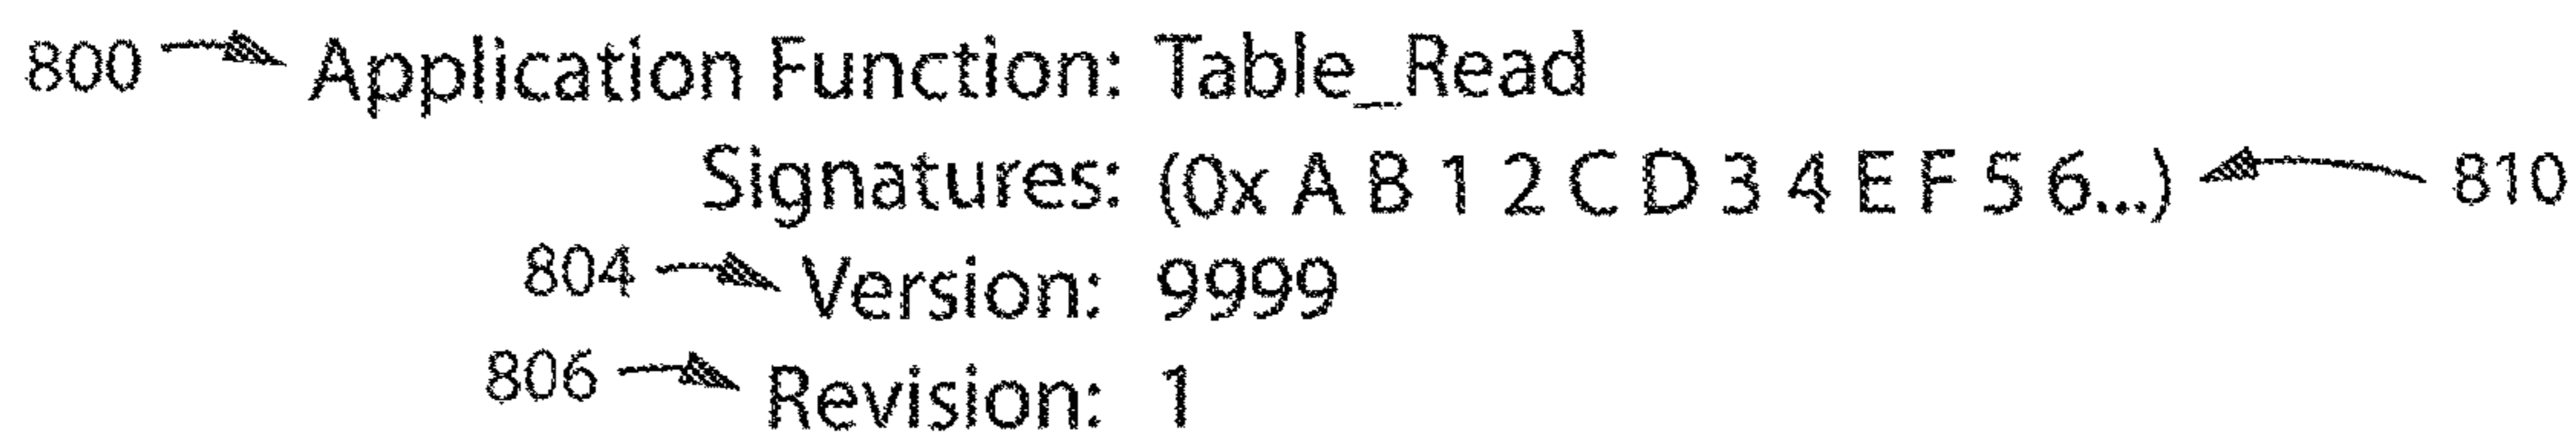 800 Application Function: Table_Read
Signatures: (0x A B 1 2 C D 3 4 E F 5 6...) 810
804 Version: 9999
806 Revision: 1